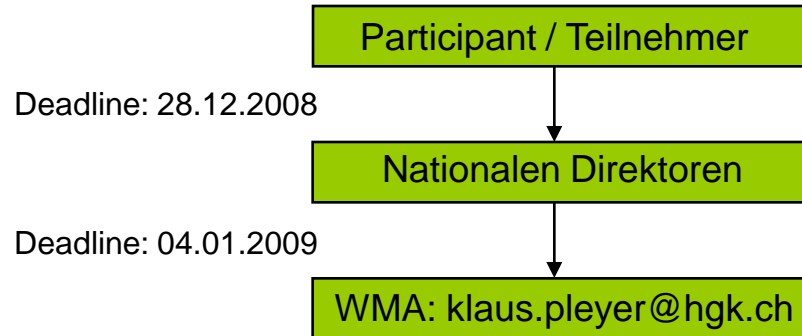 Participant / Teilnehmer
Deadline: 28.12.2008
Nationalen Direktoren
Deadline: 04.01.2009
WMA: klaus.pleyer@hgk.ch